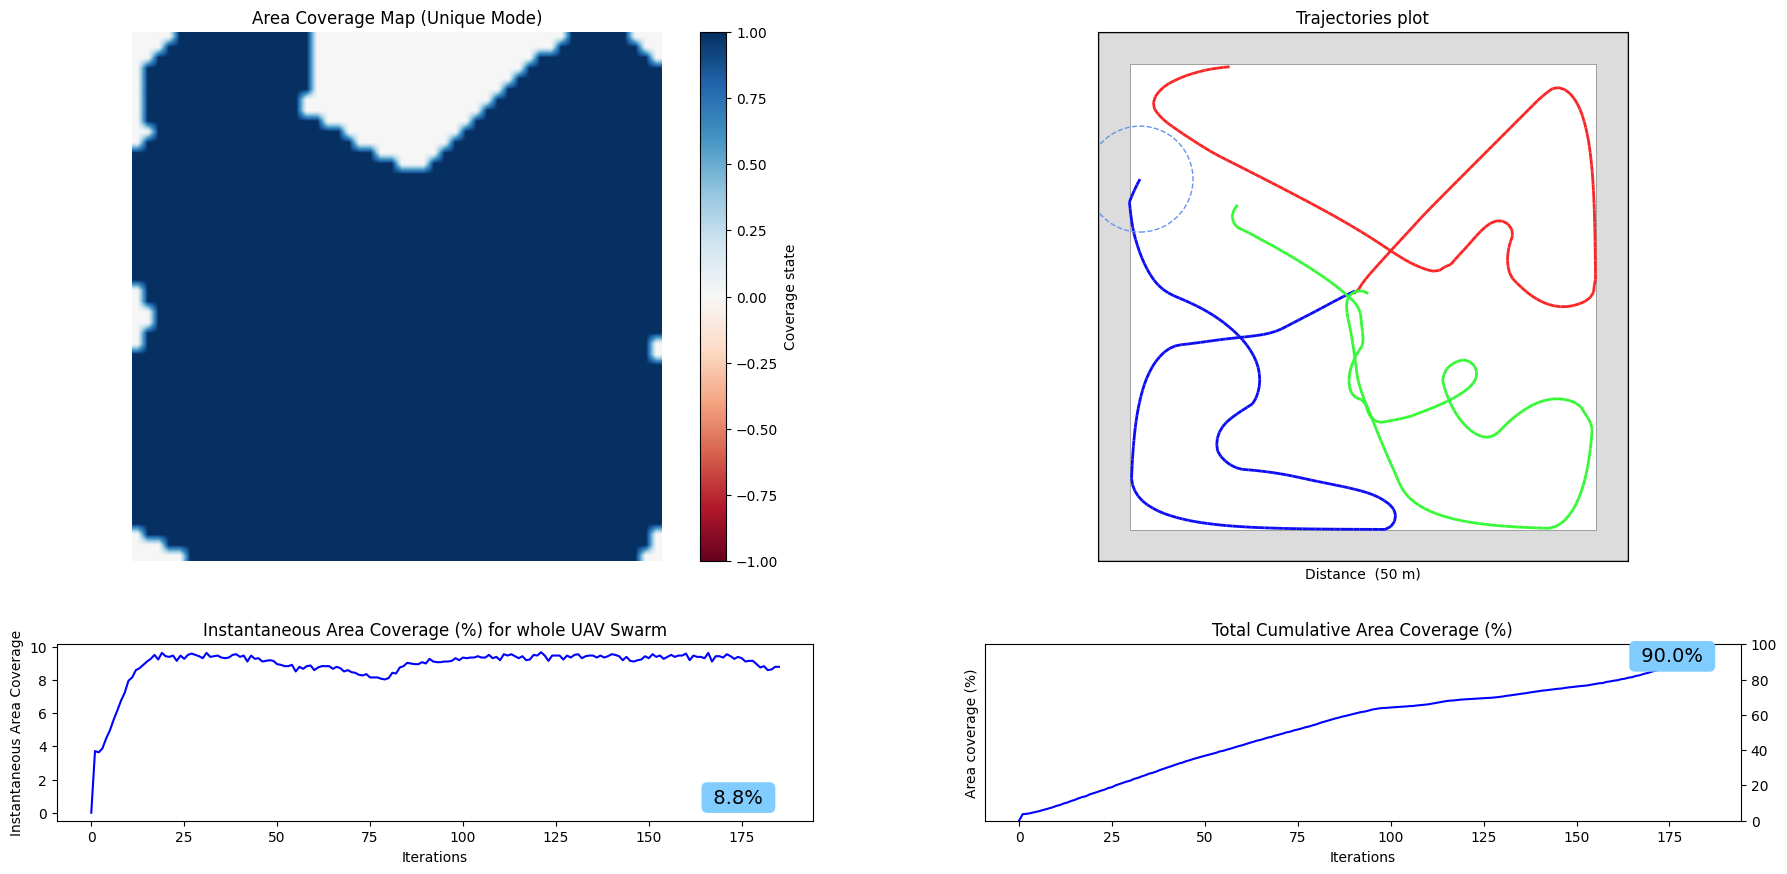 Area Coverage Map (Unique Mode)
1.00
0.75
0.50
0.25
0.00
−0.25
−0.50
−0.75
−1.00
Coverage state
Trajectories plot
Distance  (50 m)
Instantaneous Area Coverage (%) for whole UAV Swarm
Instantaneous Area Coverage
10
8
6
4
2
0
8.8%
0 25 50 75 100 125 150 175
Iterations
Total Cumulative Area Coverage (%)
Area coverage (%)
90.0%
100
80
60
40
20
0
0 25 50 75 100 125 150 175
Iterations